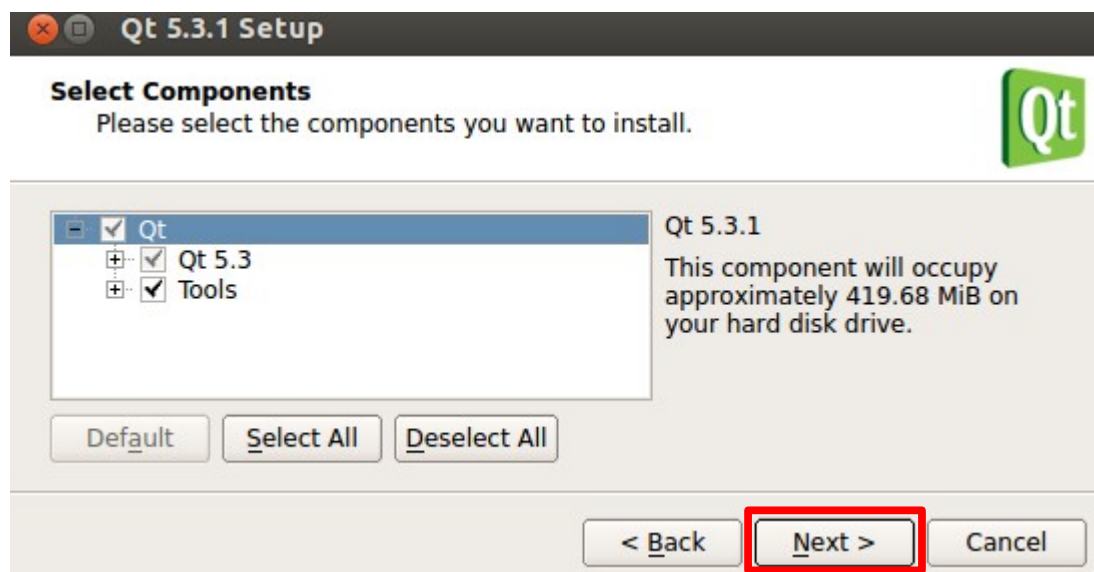 Qt 5.3.1 Setup
Select Components
Please select the components you want to install.
Qt
Qt
Qt 5.3
Tools
Qt 5.3.1
This component will occupy
approximately 419.68 MiB on
your hard disk drive.
Default Select All Deselect All
< Back Next > Cancel